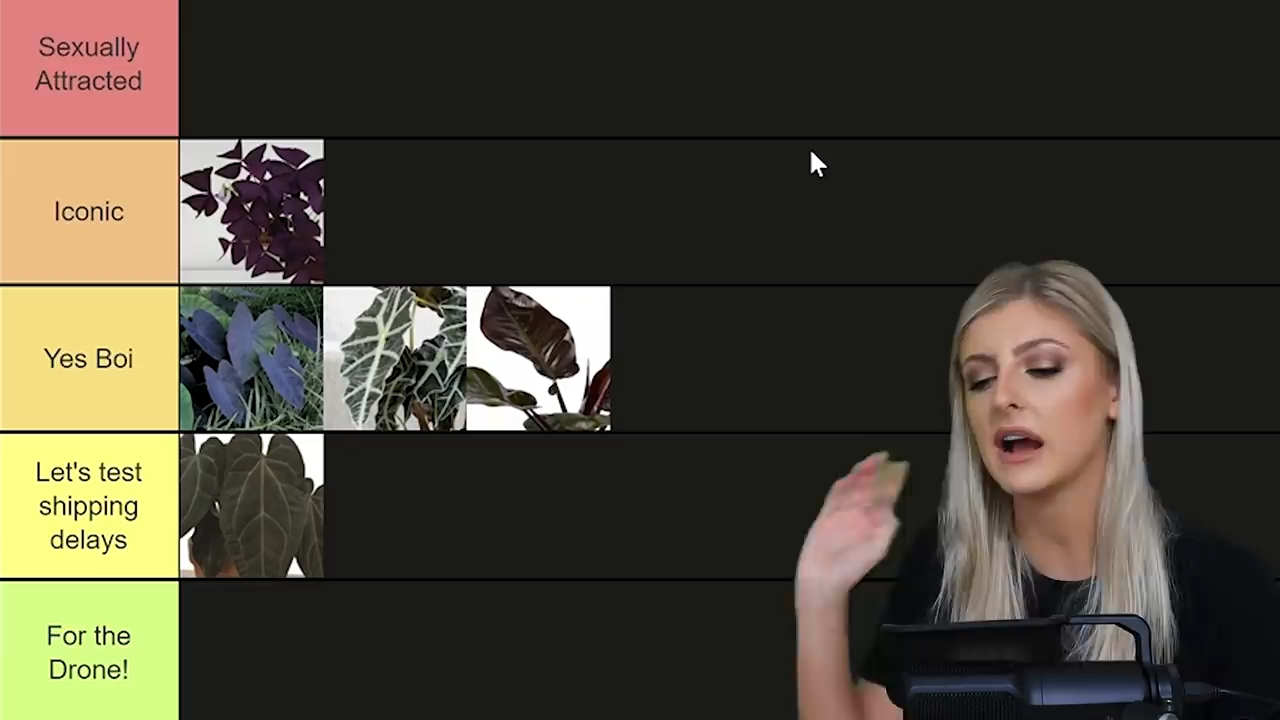 Sexually
Attracted
Iconic
Yes Boi
Let's test
shipping
delays
For the
Drone!